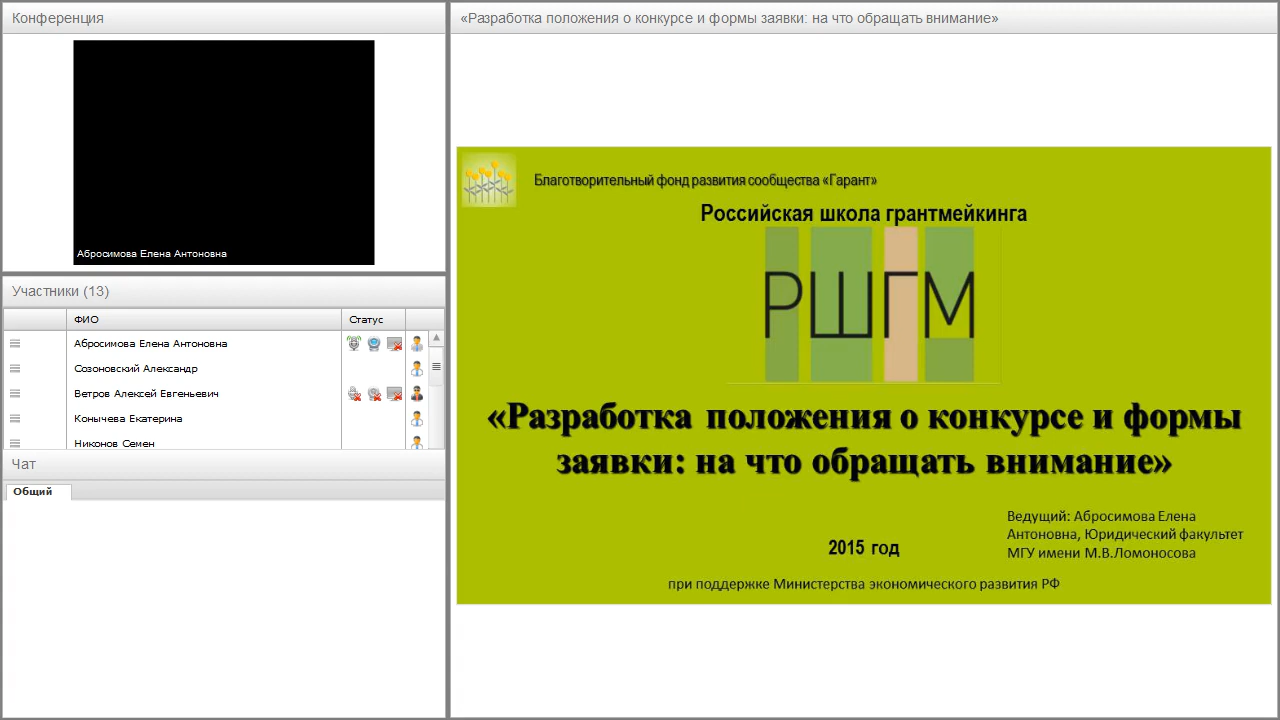 Конференция
Абросимова Елена Антоновна
Участники (13)
ФИО
Статус
Абросимова Елена Антоновна
Созоновский Александр
Ветров Алексей Евгеньевич
Конычева Екатерина
Никонов Семен
Чат
Общий
«Разработка положения о конкурсе и формы заявки: на что обращать внимание»
Благотворительный фонд развития сообщества «Гарант»
Российская школа грантмейкинга
РШГМ
«Разработка положения о конкурсе и формы
заявки: на что обращать внимание»
Ведущий: Абросимова Елена
Антоновна, Юридический факультет
МГУ имени М.В.Ломоносова
2015 год
при поддержке Министерства экономического развития РФ